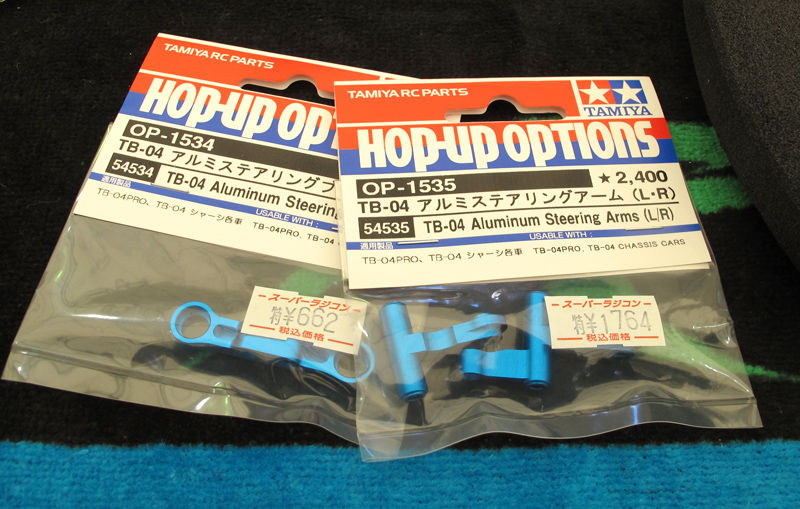 TAMIYA RC PARTS
HOP-UP OPTIONS
OP-1534
TB-04 アルミステアリングブ
54534 TB-04 Aluminum Steering
適用製品 USABLE WITH :
TB-04PRO、TB-04 シャーシ各車 TB-04PRO, TB-04
スーパーラジコン
特¥662
税込価格
TAMIYA RC PARTS
TAMIYA
HOP-UP OPTIONS
OP-1535 ★2,400
TB-04 アルミステアリングアーム (L・R)
54535 TB-04 Aluminum Steering Arms (L/R)
適用製品 USABLE WITH :
TB-04PRO、TB-04 シャーシ各車 TB-04PRO, TB-04 CHASSIS CARS
スーパーラジコン
特¥1764
税込価格